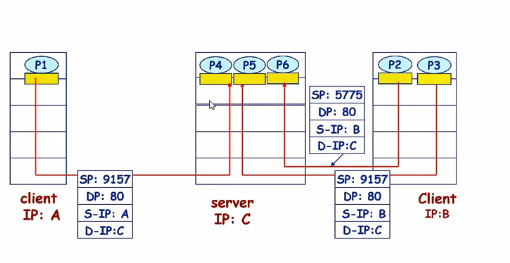 P1
P4
P5
P6
P2
P3
SP: 5775
DP: 80
S-IP: B
D-IP:C
SP: 9157
DP: 80
S-IP: A
D-IP:C
SP: 9157
DP: 80
S-IP: B
D-IP:C
client
IP: A
server
IP: C
Client
IP:B